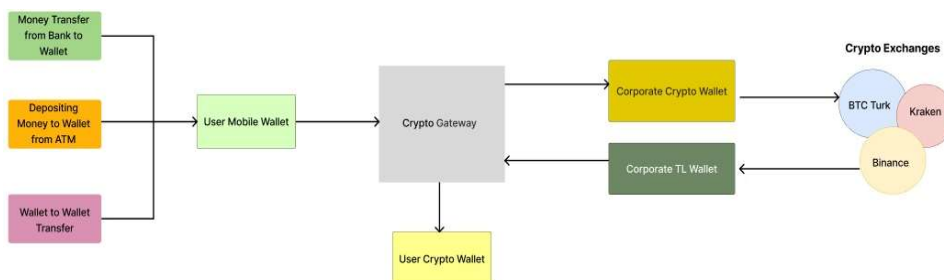 Money Transfer
from Bank to
Wallet
Depositing
Money to Wallet
from ATM
Wallet to Wallet
Transfer
User Mobile Wallet
Crypto Gateway
User Crypto Wallet
Corporate Crypto Wallet
Corporate TL Wallet
Crypto Exchanges
BTC Turk
Kraken
Binance